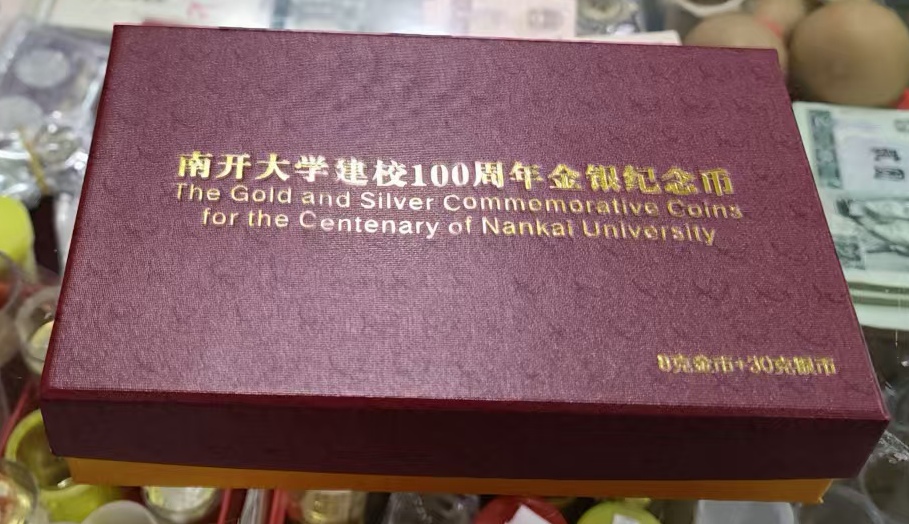 南开大学建校100周年金银纪念币
The Gold and Silver Commemorative Coins
for the Centenary of Nankai University
8克金币+30克银币